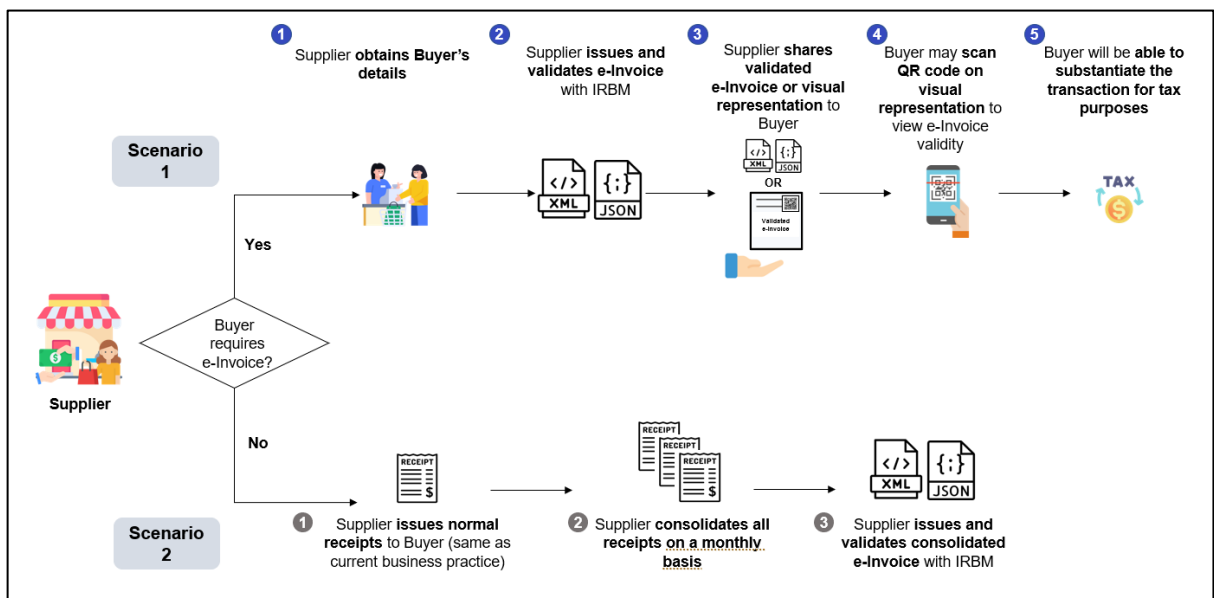 1
Supplier obtains Buyer's
details
2
Supplier issues and
validates e-Invoice
with IRBM
3
Supplier shares
validated
e-Invoice or visual
representation to
Buyer
4
Buyer may scan
QR code on
visual
representation to
view e-Invoice
validity
5
Buyer will be able to
substantiate the
transaction for tax
purposes
Scenario
1
</>
XML
{;}
JSON
</>
XML
{;}
JSON
OR
Validated
e-Invoice
TAX
$
Yes
Buyer
requires
e-Invoice?
$
Supplier
No
RECEIPT
$
RECEIPT
RECEIPT
RECEIPT
$
</>
XML
{;}
JSON
Scenario
2
1
Supplier issues normal
receipts to Buyer (same as
current business practice)
2
Supplier consolidates all
receipts on a monthly
basis
3
Supplier issues and
validates consolidated
e-Invoice with IRBM